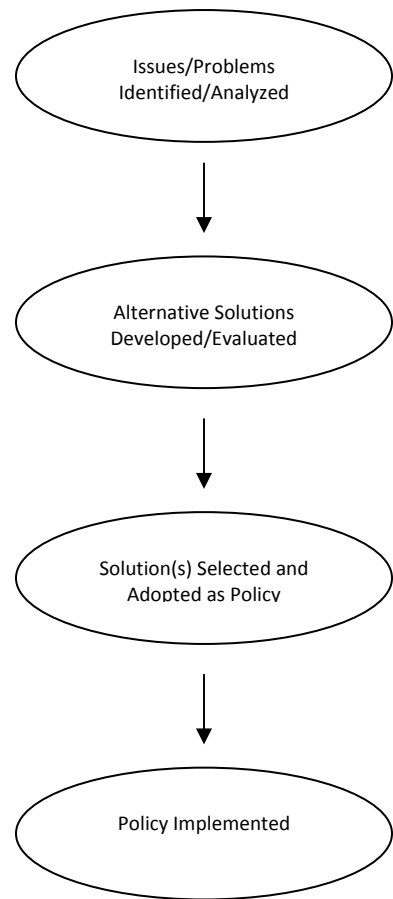 Issues/Problems
Identified/Analyzed
Alternative Solutions
Developed/Evaluated
Solution(s) Selected and
Adopted as Policy
Policy Implemented